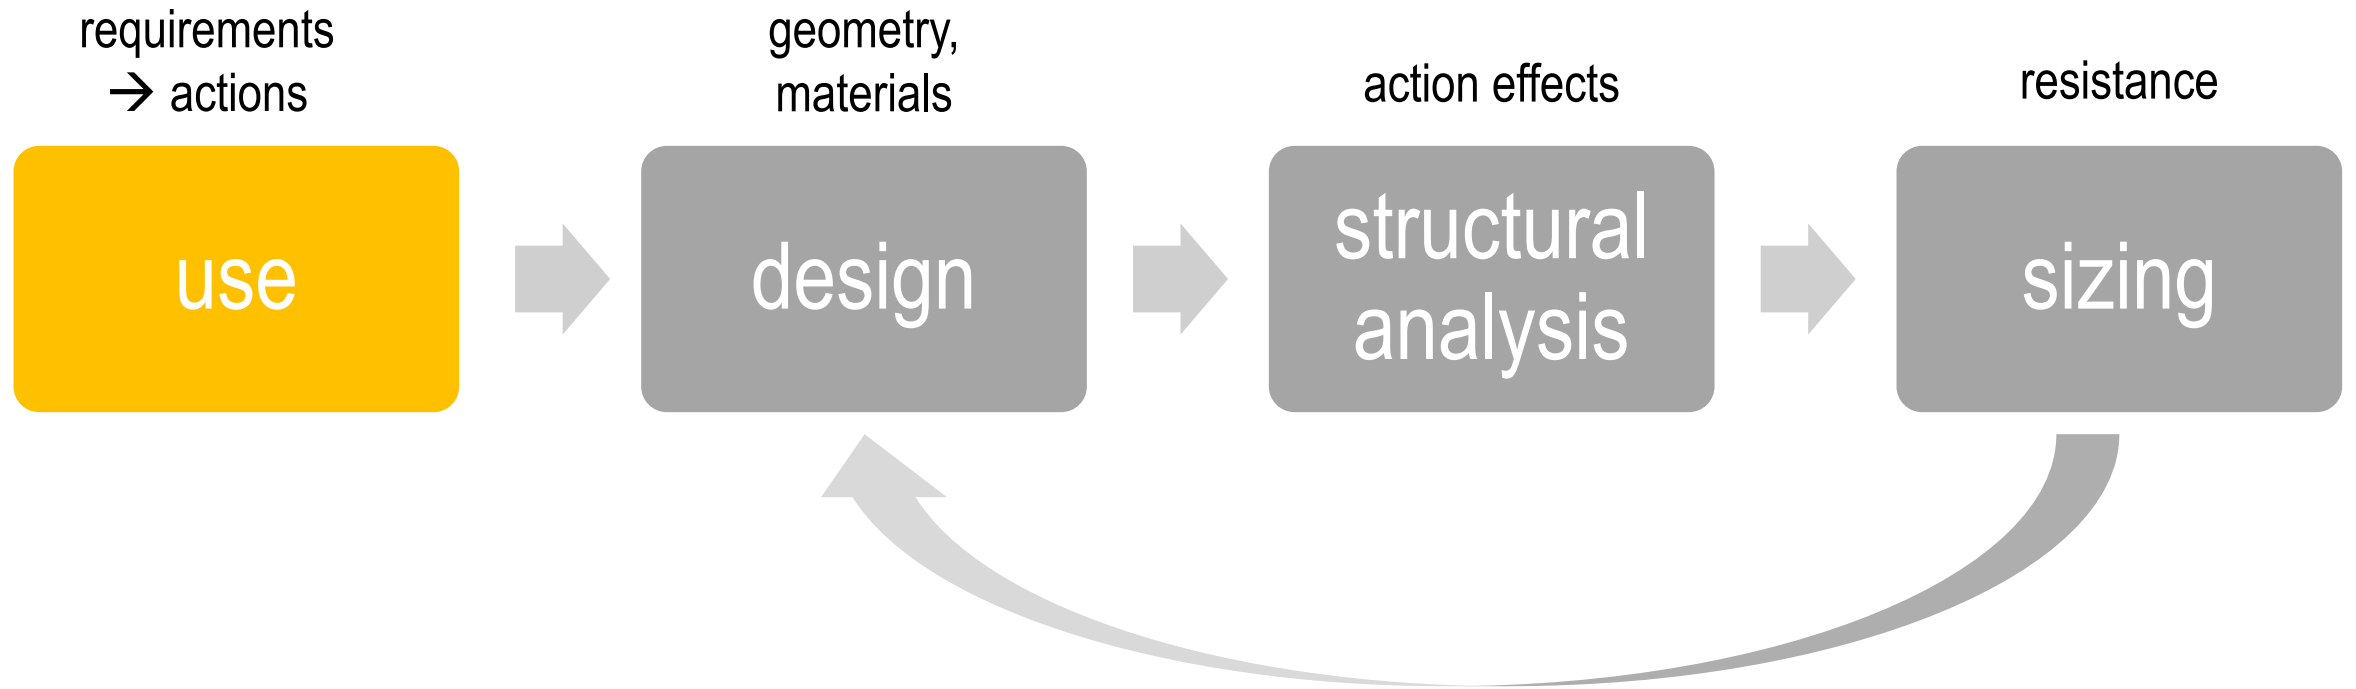 requirements
→ actions
use
geometry,
materials
design
action effects
structural
analysis
resistance
sizing